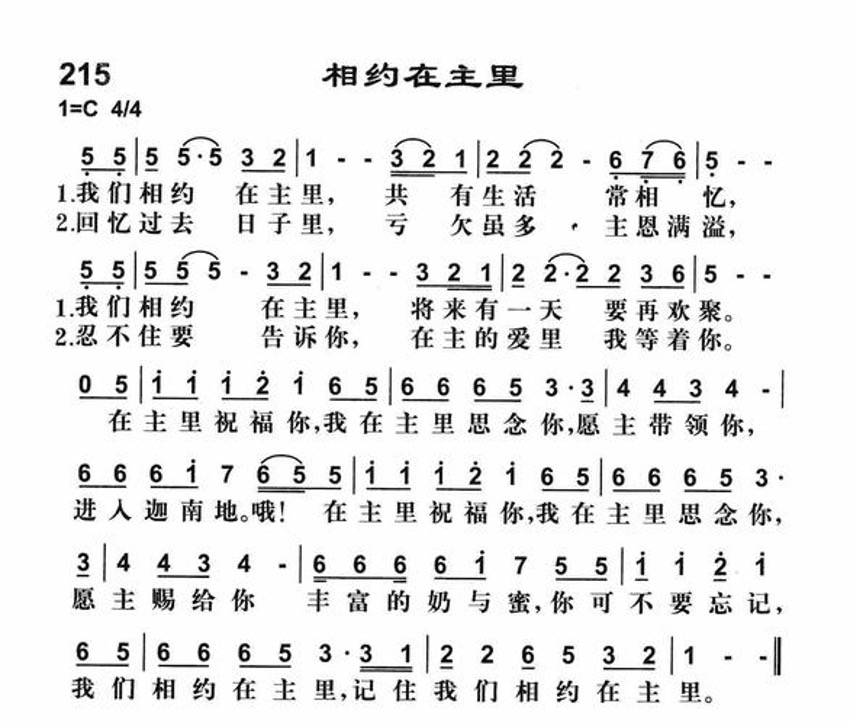 215 相约在主里
1=C 4/4
5 5 | 5 5·5 3 2 | 1 - - 3 2 1 | 2 2 2 - 6 7 6 | 5 - -
1.我们相约 在主里， 共 有生活 常相 忆，
2.回忆过去 日子里， 亏 欠虽多 主恩满溢，
5 5 | 5 5 5 - 3 2 | 1 - - 3 2 1 | 2 2·2 2 3 6 | 5 - -
1.我们相约 在主里， 将来有一天 要再欢聚。
2.忍不住要 告诉你， 在主的爱里 我等着你。
0 5 | i i i 2 i 6 5 | 6 6 6 5 3·3 | 4 4 3 4 - |
在主里祝福你，我在主里思念你，愿主带领你，
6 6 6 i 7 6 5 5 | i i i 2 i 6 5 | 6 6 6 5 3·
进入迦南地。哦！ 在主里祝福你，我在主里思念你，
3 | 4 4 3 4 - | 6 6 6 6 i 7 5 5 | i i 2 i
愿主赐给你 丰富的奶与蜜，你可不要忘记，
6 5 | 6 6 6 5 3·3 1 | 2 2 6 5 3 2 | 1 - - ‖
我们相约在主里，记住我们相约在主里。